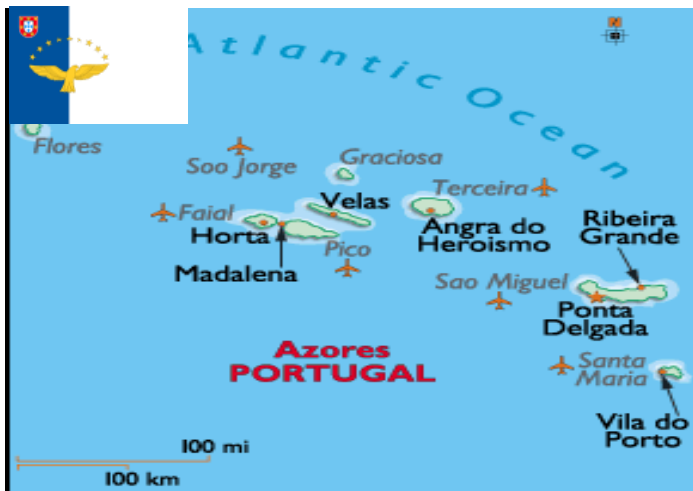 Atlantic Ocean
Flores
Soo Jorge
Graciosa
Terceira
Faial
Velas
Horta
Angra do
Heroismo
Ribeira
Grande
Madalena
Pico
Sao Miguel
Ponta
Delgada
Azores
PORTUGAL
Santa
Maria
Vila do
Porto
100 mi
100 km